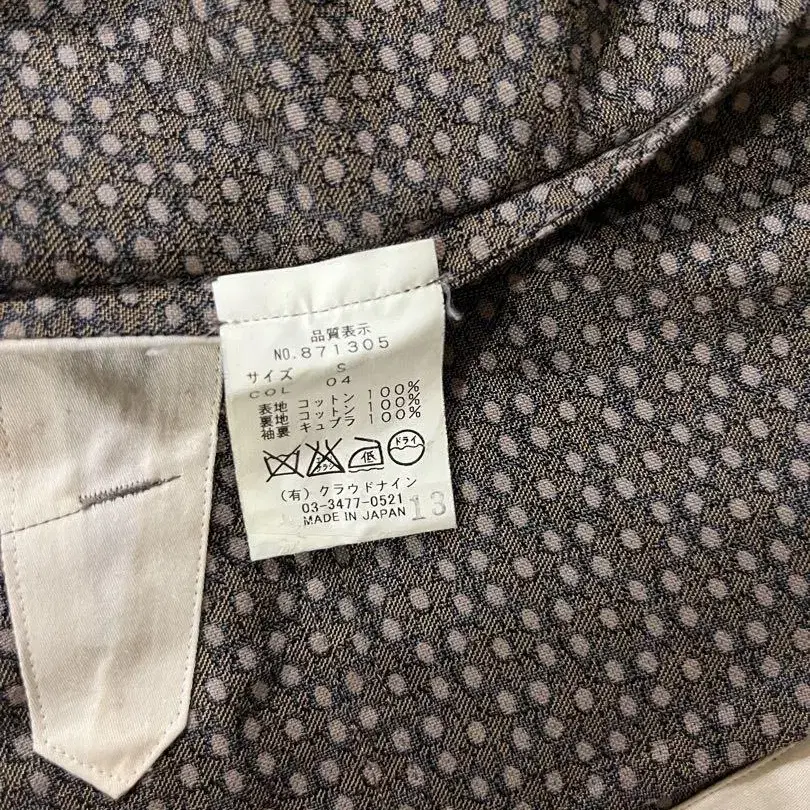 品質表示
NO.871305
サイズ S
COL 04
表地 コットン 100%
裏地 コットン 100%
袖裏 キュプラ 100%
低 ドライ
(有) クラウドナイン
03-3477-0521
MADE IN JAPAN 13